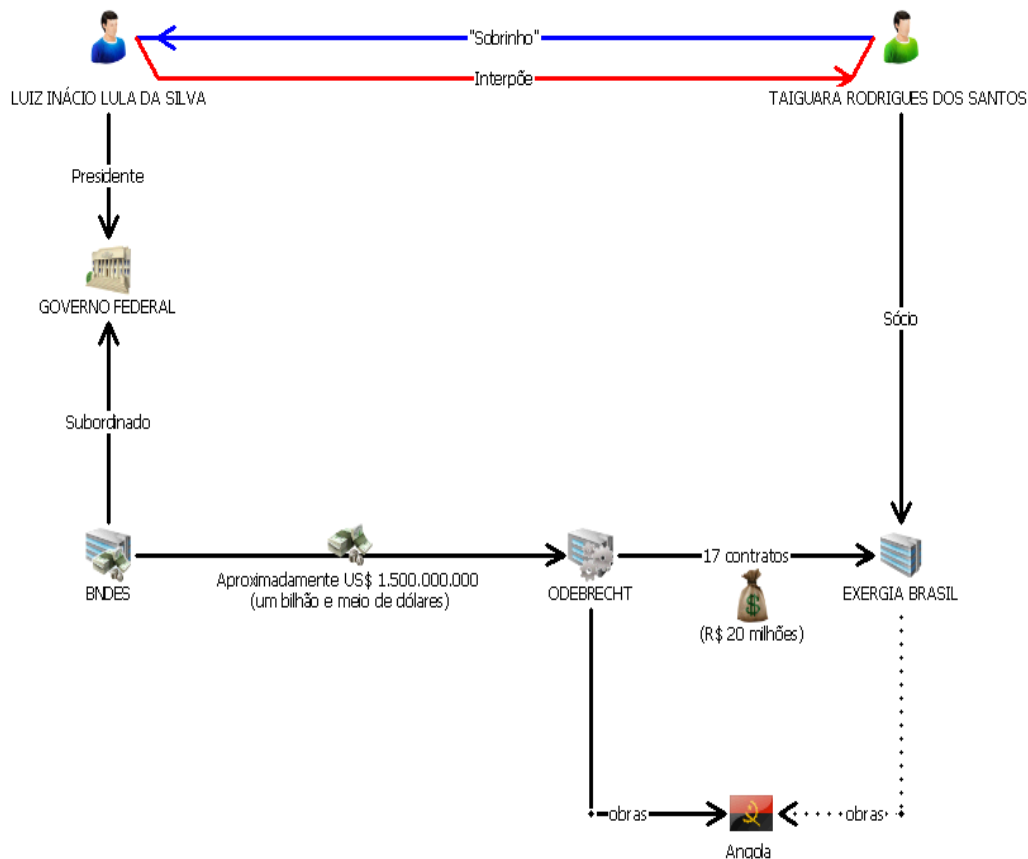 "Sobrinho"
Interpõe
LUIZ INÁCIO LULA DA SILVA
TAIGUARA RODRIGUES DOS SANTOS
Presidente
GOVERNO FEDERAL
Sócio
Subordinado
17 contratos
Aproximadamente US$ 1.500.000.000
(um bilhão e meio de dólares)
BNDES
ODEBRECHT
EXERGIA BRASIL
(R$ 20 milhões)
obras
obras
Angola